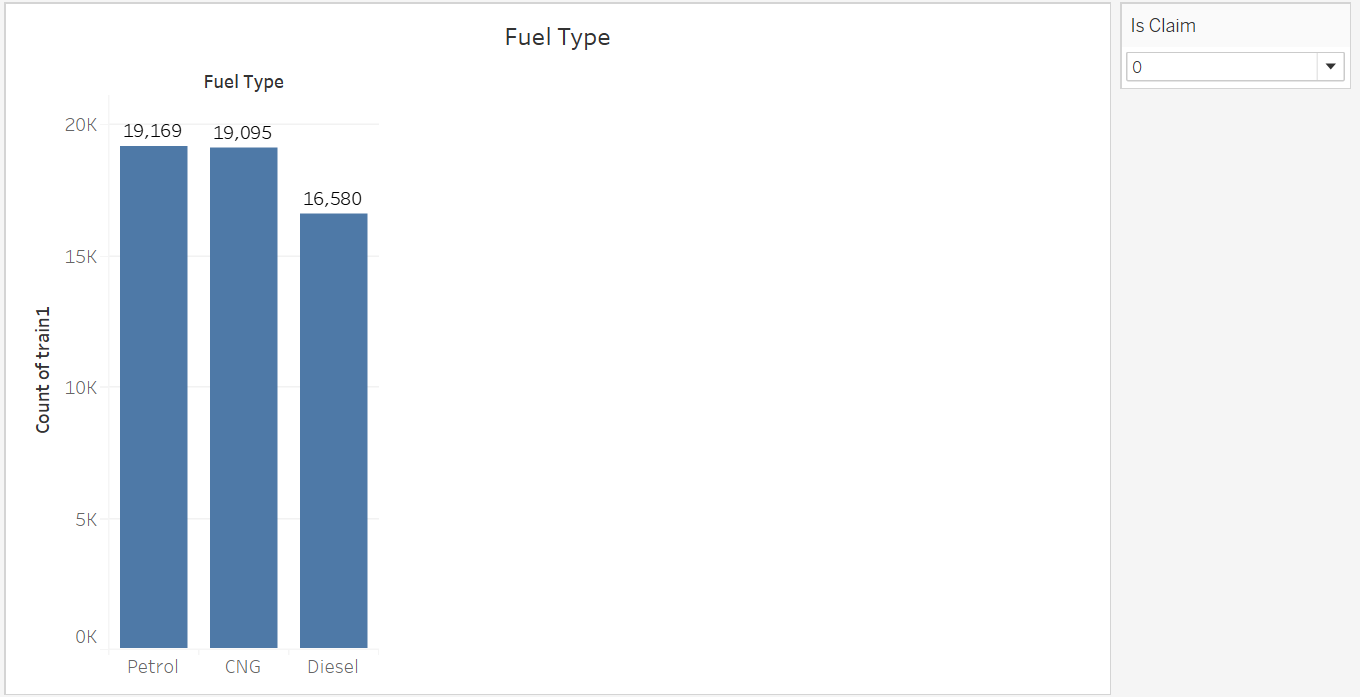 Fuel Type
Is Claim
0
Fuel Type
Count of train1
20K
15K
10K
5K
0K
19,169
19,095
16,580
Petrol
CNG
Diesel